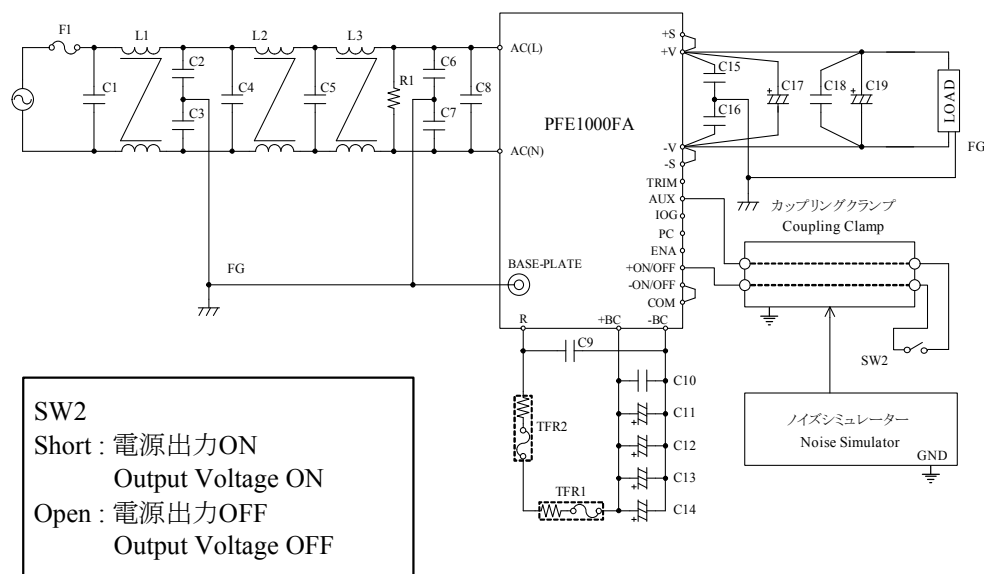 F1
L1
L2
L3
C1
C2
C3
C4
C5
R1
C6
C7
C8
AC(L)
AC(N)
PFE1000FA
BASE-PLATE
FG
R
+BC
-BC
+S
+V
-V
-S
TRIM
AUX
IOG
PC
ENA
+ON/OFF
-ON/OFF
COM
C15
C16
C17
+
C18
C19
+
LOAD
FG
カップリングクランプ
Coupling Clamp
SW2
ノイズシミュレーター
Noise Simulator
GND
C9
C10
C11
+
C12
+
C13
+
C14
+
TFR2
TFR1
SW2
Short : 電源出力ON
Output Voltage ON
Open : 電源出力OFF
Output Voltage OFF